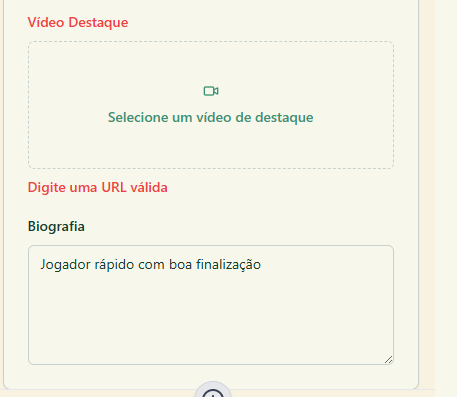 Vídeo Destaque
Selecione um vídeo de destaque
Digite uma URL válida
Biografia
Jogador rápido com boa finalização